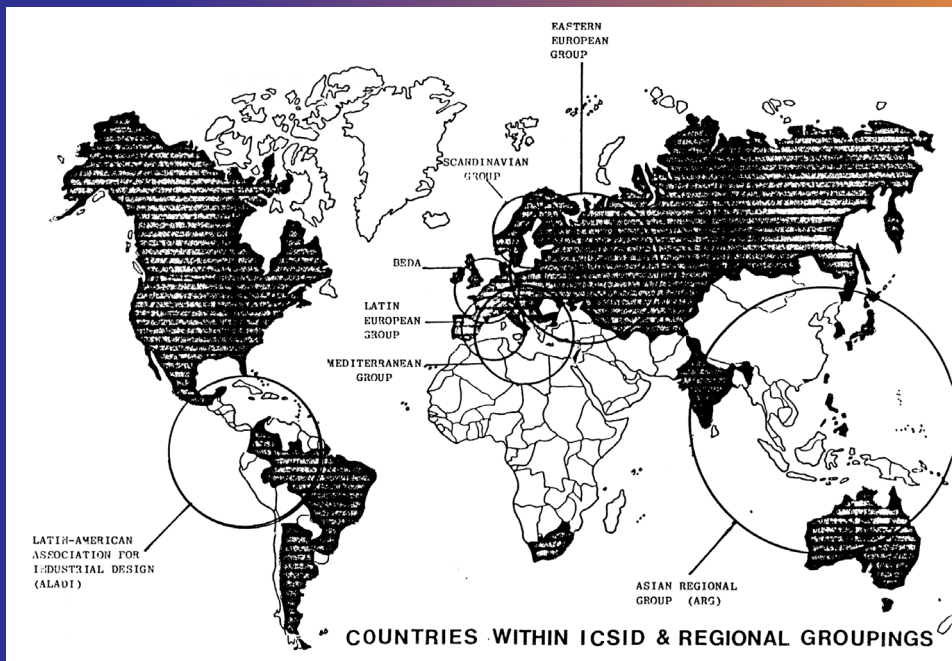 EASTERN
EUROPEAN
GROUP
SCANDINAVIAN
GROUP
BEDA
LATIN
EUROPEAN
GROUP
MEDITERRANEAN
GROUP
LATIN-AMERICAN
ASSOCIATION FOR
INDUSTRIAL DESIGN
(ALADI)
ASIAN REGIONAL
GROUP (ARG)
COUNTRIES WITHIN ICSID & REGIONAL GROUPINGS